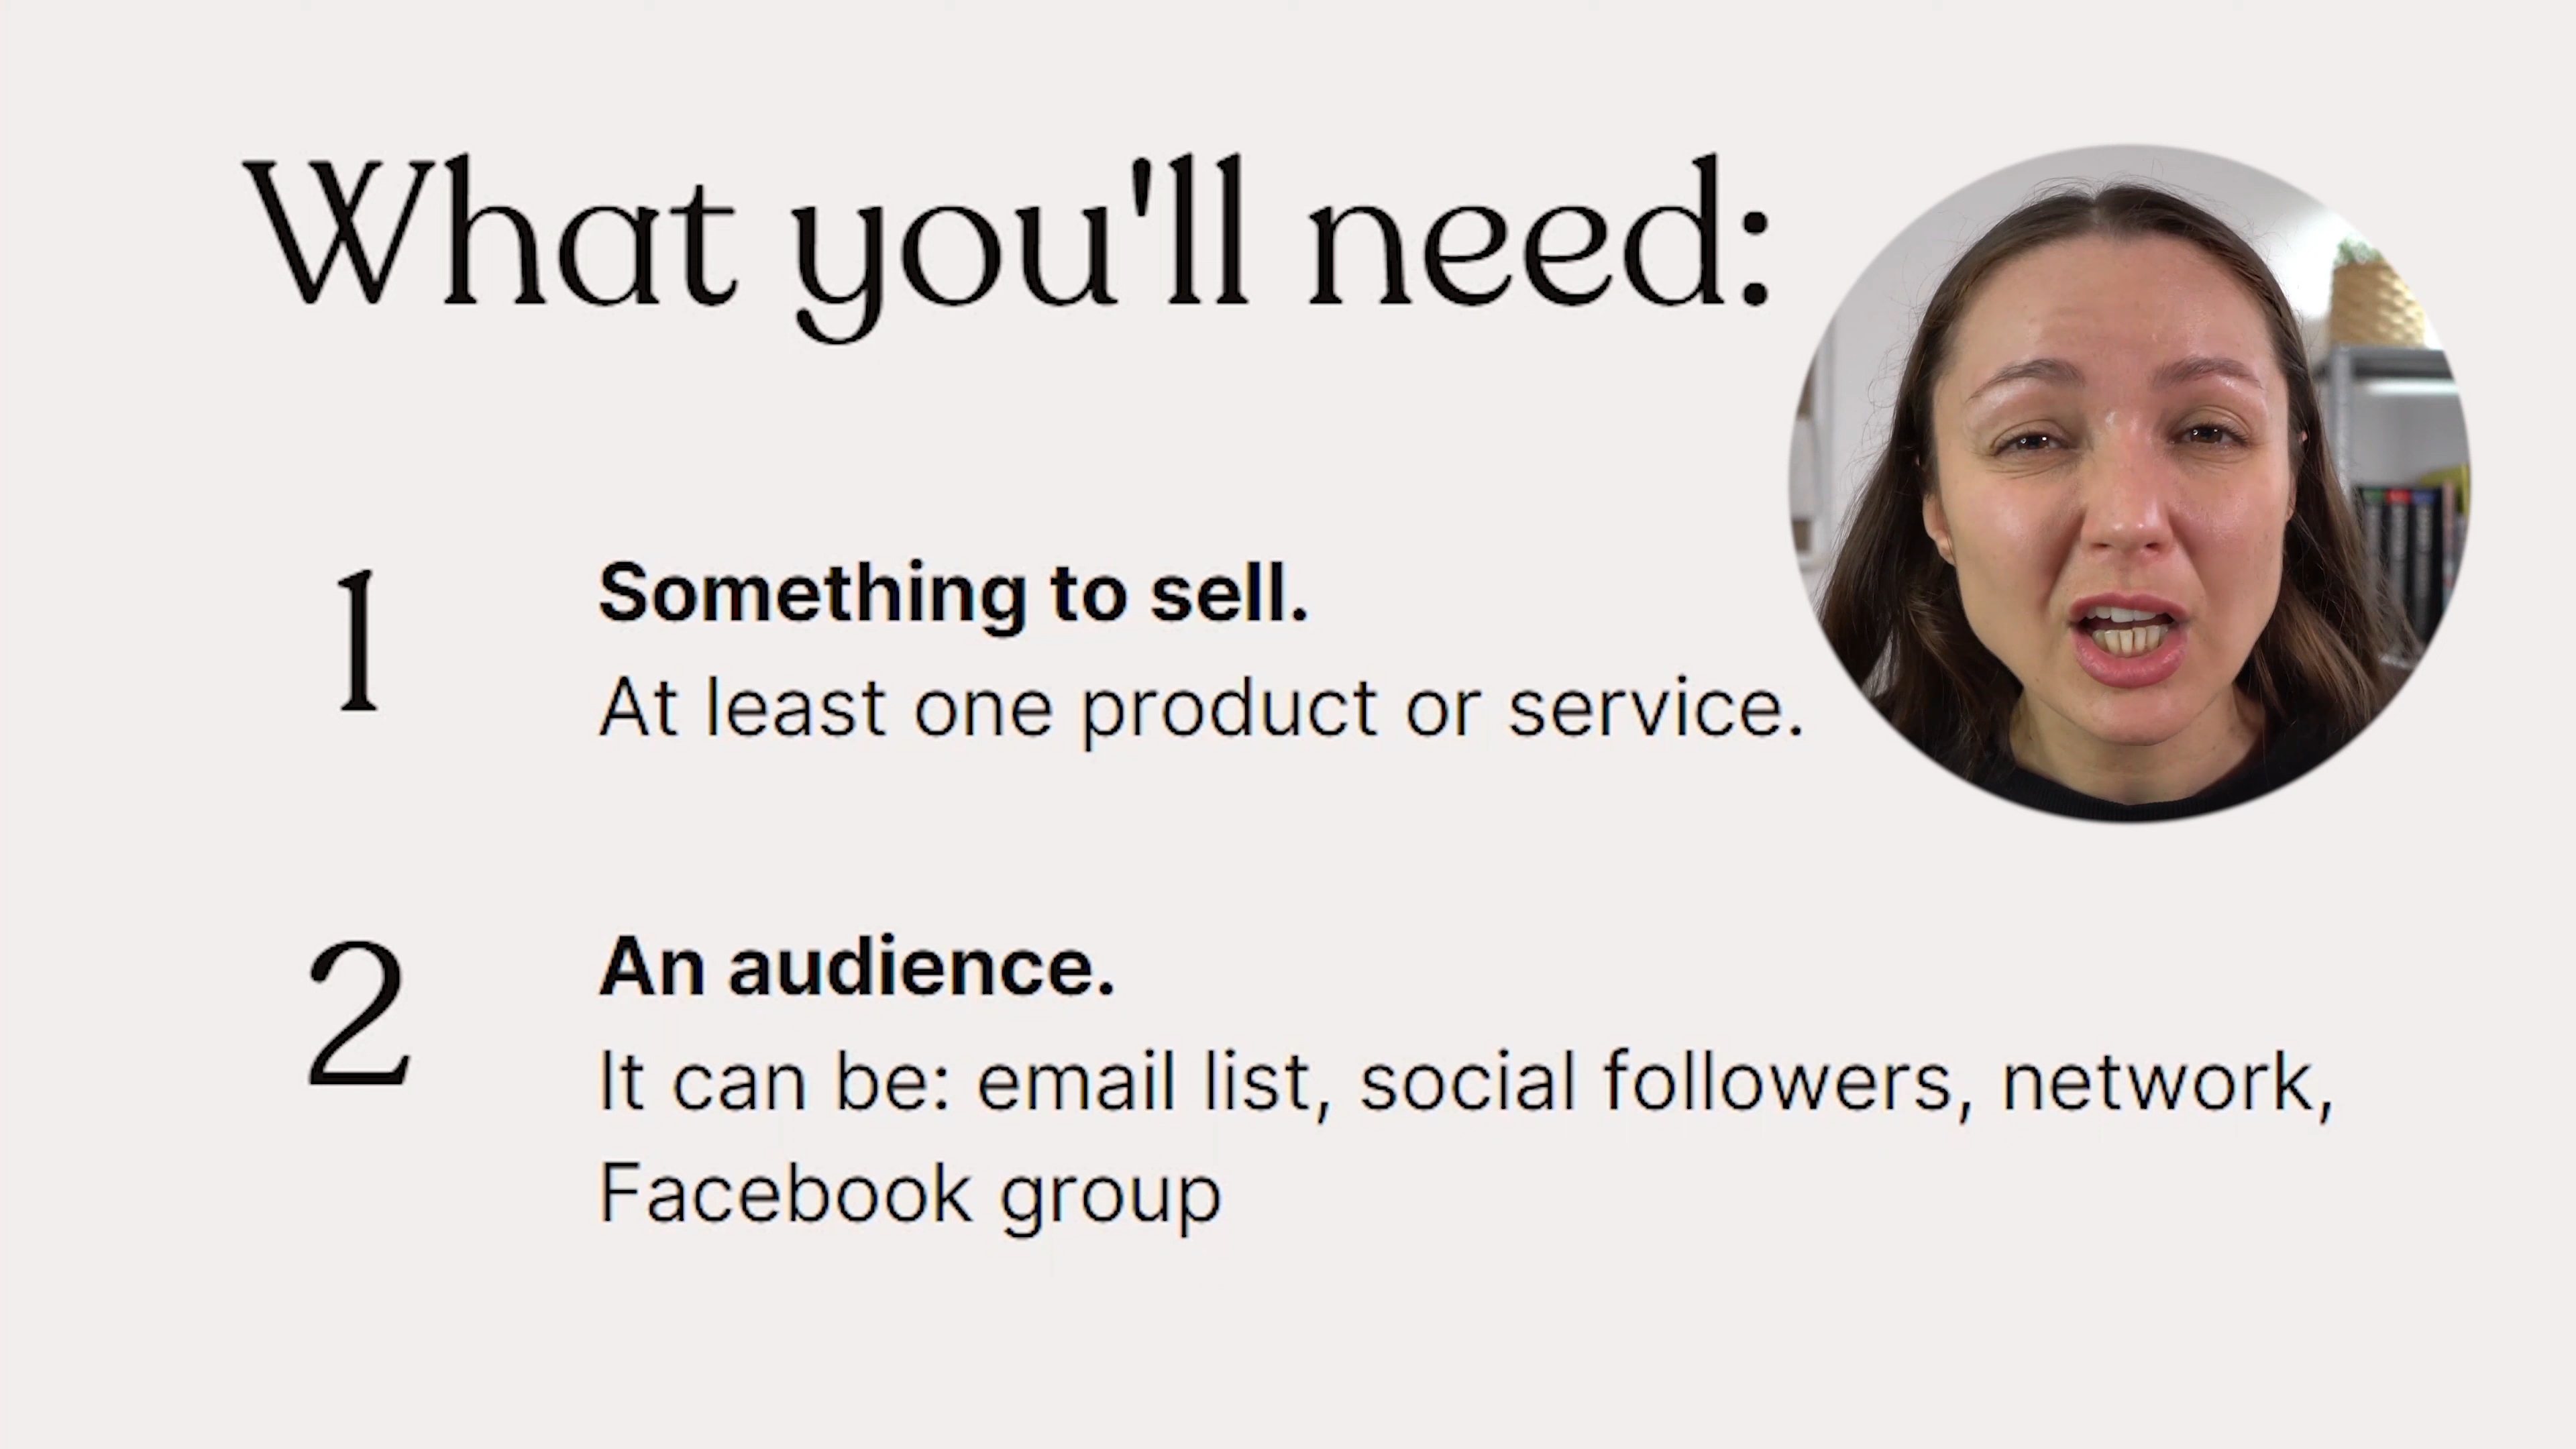 What you'll need:
1
Something to sell.
At least one product or service.
2
An audience.
It can be: email list, social followers, network,
Facebook group